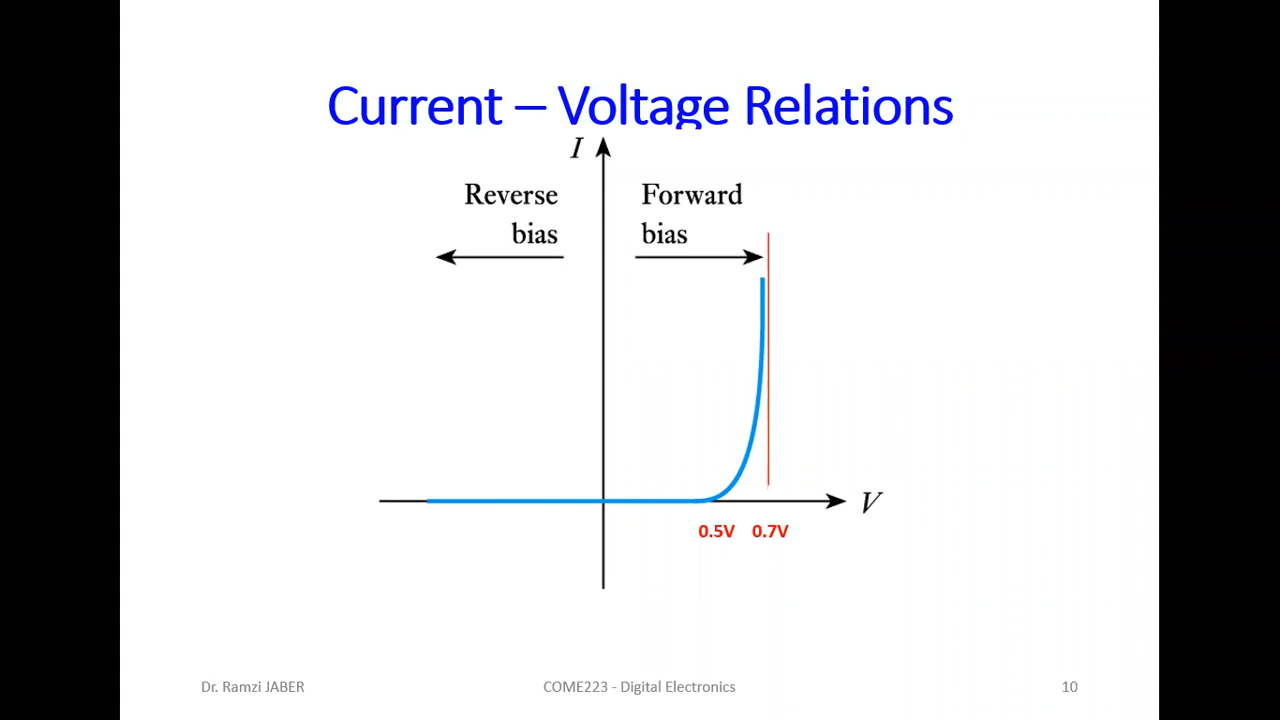 Current – Voltage Relations
I
Reverse
bias
Forward
bias
V
0.5V 0.7V
Dr. Ramzi JABER
COME223 - Digital Electronics
10